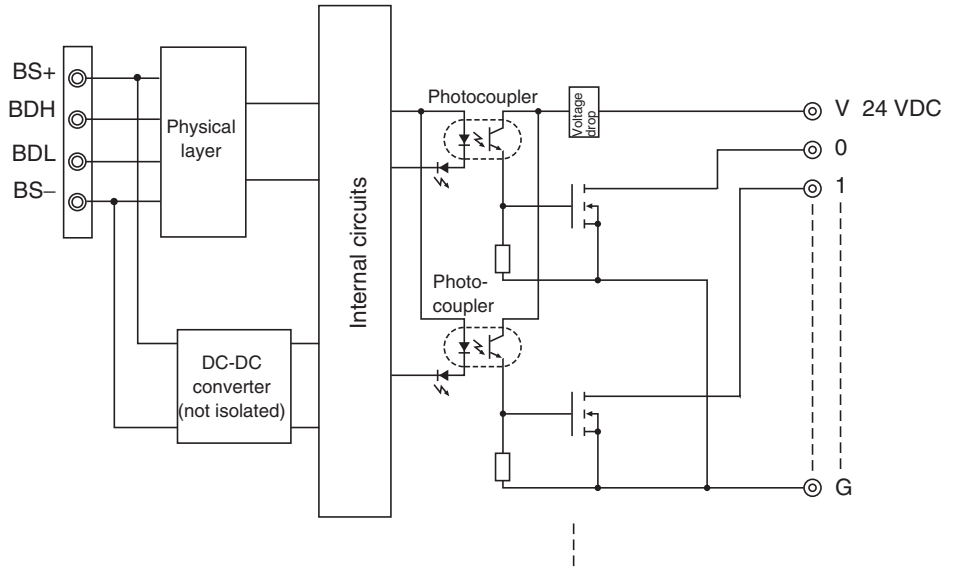 BS+
BDH
BDL
BS−
Physical
layer
DC-DC
converter
(not isolated)
Internal circuits
Photocoupler
Photo-
coupler
Voltage
drop
V 24 VDC
0
1
G